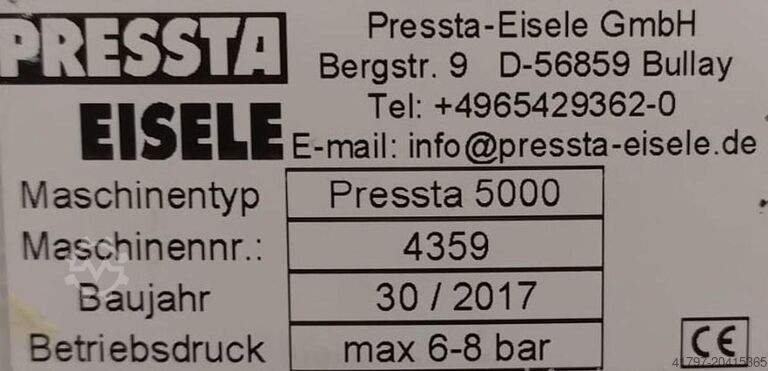 PRESSTA
EISELE
Pressta-Eisele GmbH
Bergstr. 9 D-56859 Bullay
Tel: +4965429362-0
E-mail: info@pressta-eisele.de
Maschinentyp Pressta 5000
Maschinennr.: 4359
Baujahr 30 / 2017
Betriebsdruck max 6-8 bar
CE
41797-20415365